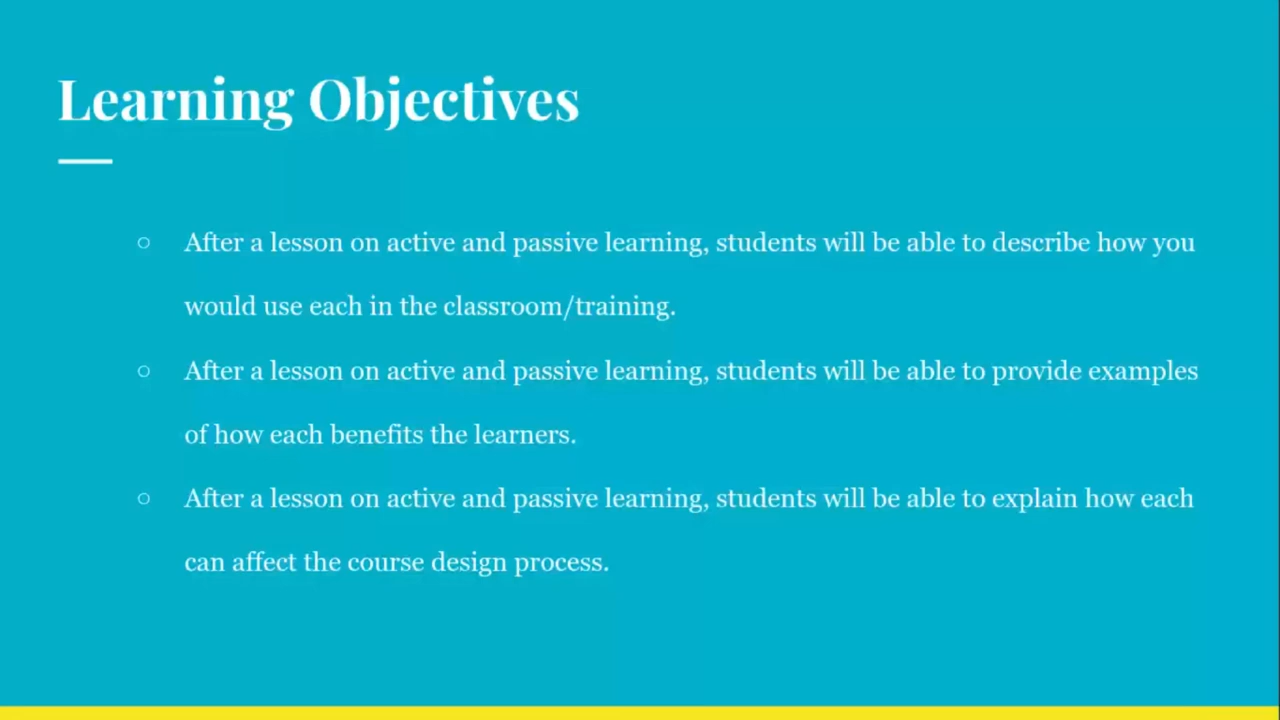 Learning Objectives
○ After a lesson on active and passive learning, students will be able to describe how you
would use each in the classroom/training.
○ After a lesson on active and passive learning, students will be able to provide examples
of how each benefits the learners.
○ After a lesson on active and passive learning, students will be able to explain how each
can affect the course design process.